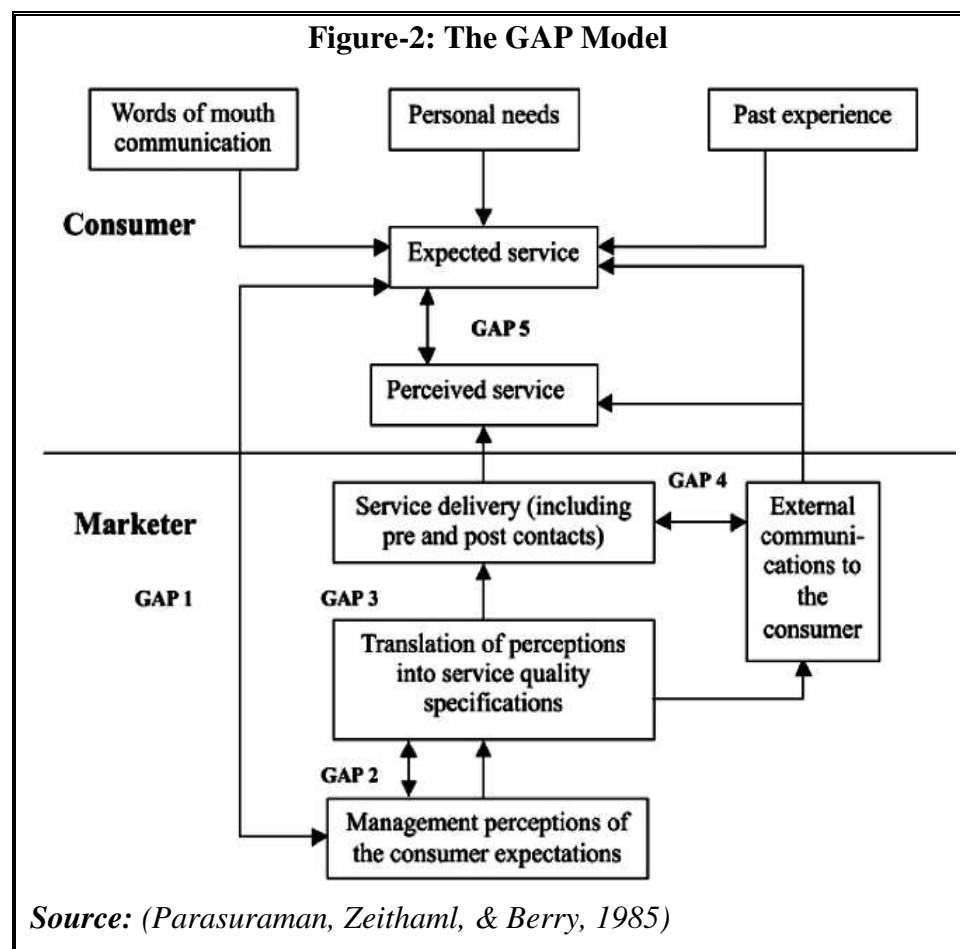 Figure-2: The GAP Model
Words of mouth
communication
Personal needs
Past experience
Consumer
Expected service
GAP 5
Perceived service
GAP 4
Marketer
Service delivery (including
pre and post contacts)
External
communi-
cations to
the
consumer
GAP 1
GAP 3
Translation of perceptions
into service quality
specifications
GAP 2
Management perceptions of
the consumer expectations
Source: (Parasuraman, Zeithaml, & Berry, 1985)